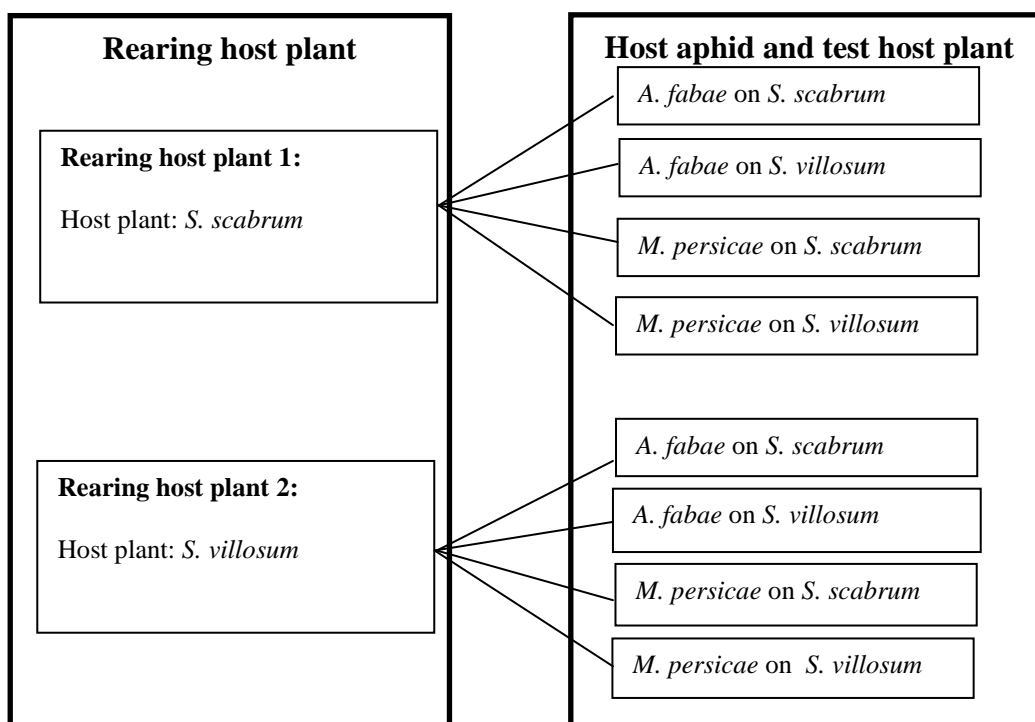 Rearing host plant
Rearing host plant 1:
Host plant: S. scabrum
Rearing host plant 2:
Host plant: S. villosum
Host aphid and test host plant
A. fabae on S. scabrum
A. fabae on S. villosum
M. persicae on S. scabrum
M. persicae on S. villosum
A. fabae on S. scabrum
A. fabae on S. villosum
M. persicae on S. scabrum
M. persicae on S. villosum